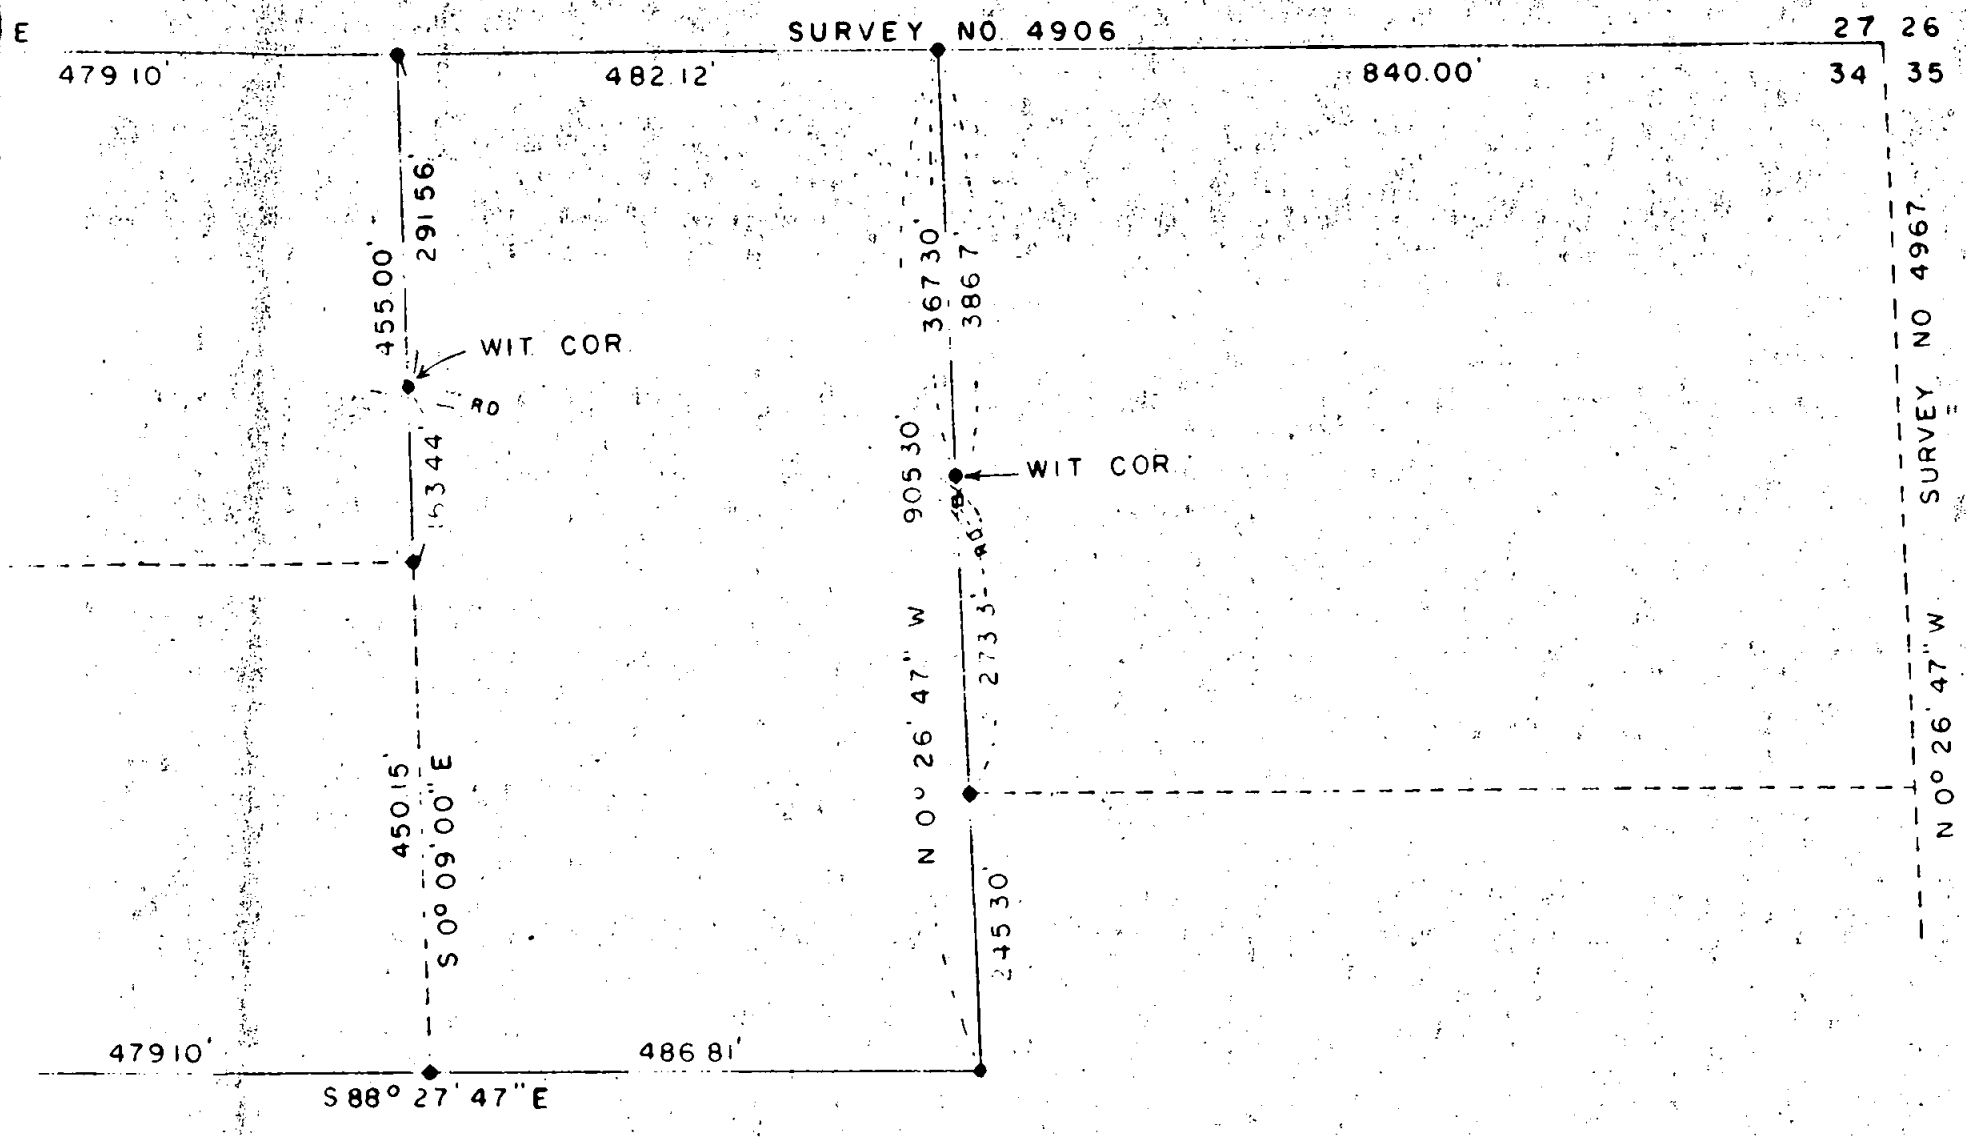 E
SURVEY NO. 4906
27 26
479 10'
482.12'
840.00'
34 35
291 56'
455.00'
367 30'
386 7'
SURVEY NO 4967
WIT. COR.
RD
163 44'
905 30'
WIT COR.
RD
273 3'
N 0° 26' 47" W
N 0° 26' 47" W
450.15'
S 0° 09' 00" E
245 30'
479 10'
486 81'
S 88° 27' 47" E